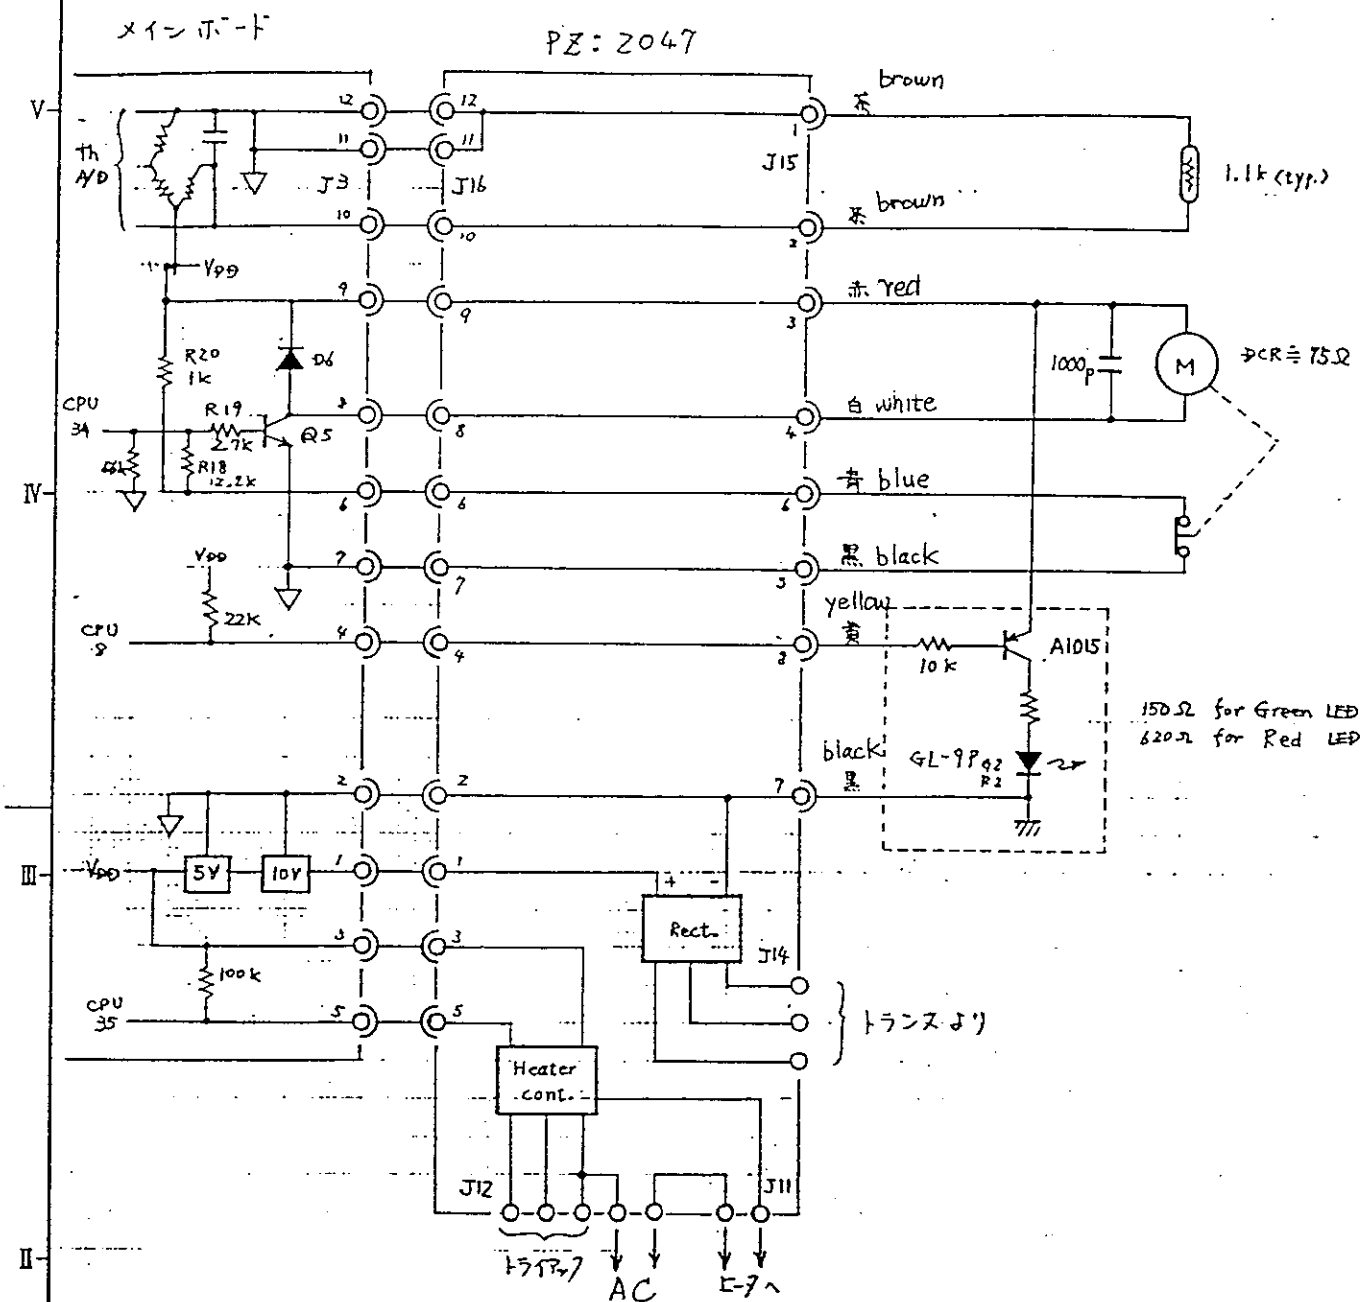 メインボード
PZ: 2047
V
12
12
brown
茶
1
11
11
Th
A/D
J3
J16
J15
1.1k (typ.)
10
10
brown
茶
2
VDD
9
9
赤 red
3
R20
1k
D6
1000p
M
DCR≒75Ω
CPU
34
R19
2.7k
Q5
8
8
白 white
4
R18
12.2k
IV
6
6
青 blue
6
VDD
7
7
黒 black
5
22K
yellow
黄
CPU
8
4
4
8
10k
A1015
150Ω for Green LED
620Ω for Red LED
black
黒
GL-9P
2
2
7
III
VDD
5V
10V
1
1
+
-
Rect.
3
3
J14
100k
CPU
35
5
5
トランスより
Heater
cont.
J12
J11
II
トライアック
AC
ヒータへ